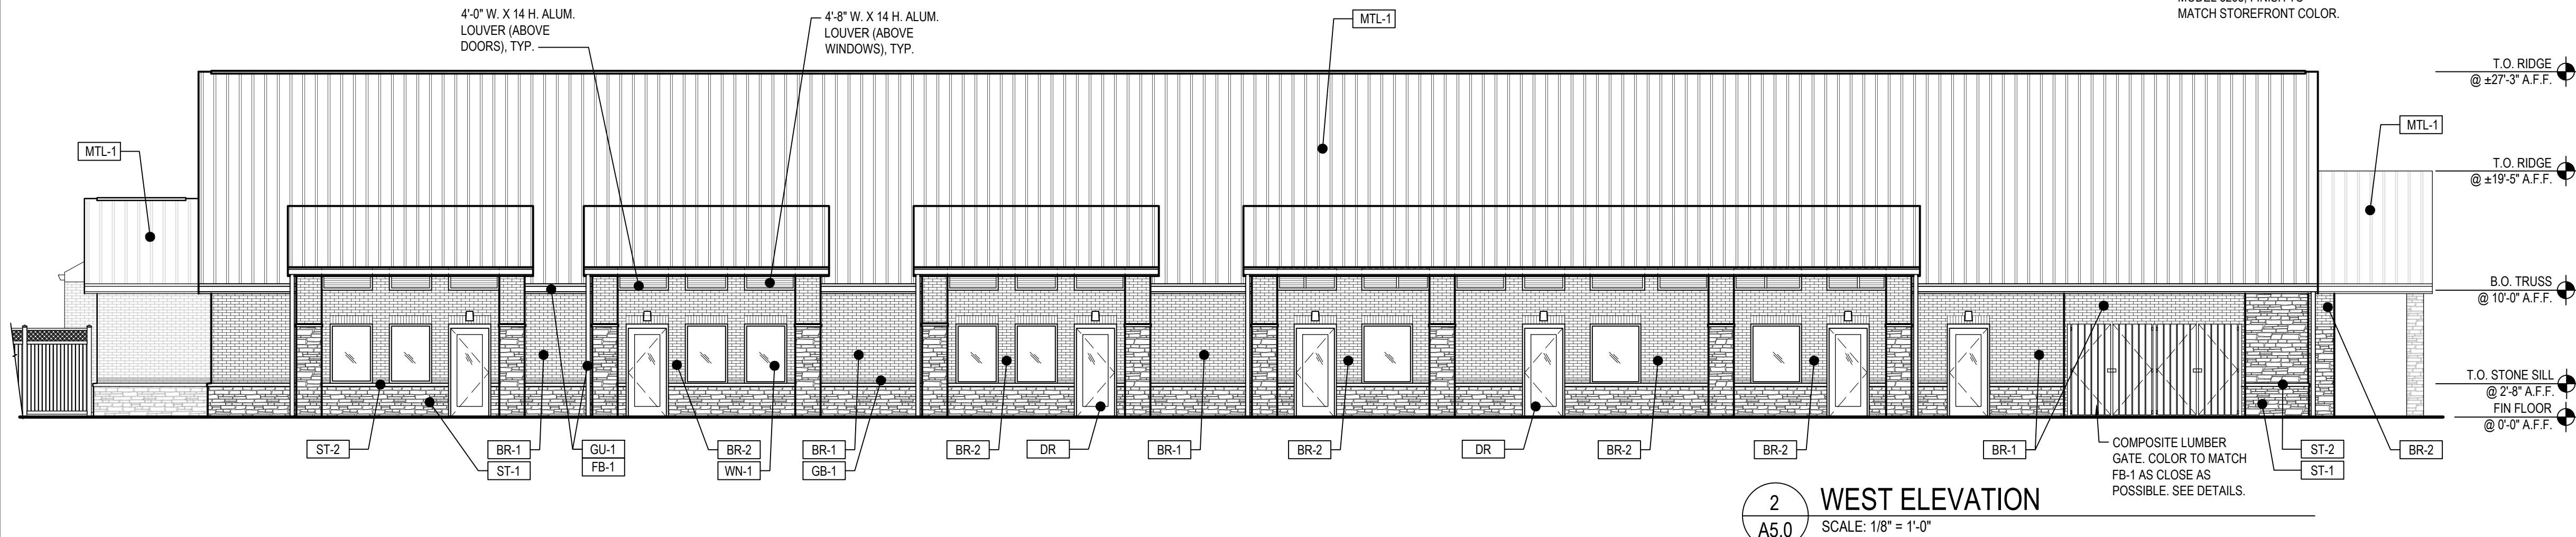 4'-0" W. X 14 H. ALUM.
LOUVER (ABOVE
DOORS), TYP.
4'-8" W. X 14 H. ALUM.
LOUVER (ABOVE
WINDOWS), TYP.
MTL-1
MATCH STOREFRONT COLOR.
T.O. RIDGE
@ ±27'-3" A.F.F.
MTL-1
MTL-1
T.O. RIDGE
@ ±19'-5" A.F.F.
B.O. TRUSS
@ 10'-0" A.F.F.
T.O. STONE SILL
@ 2'-8" A.F.F.
FIN FLOOR
@ 0'-0" A.F.F.
ST-2
BR-1
ST-1
GU-1
FB-1
BR-2
WN-1
BR-1
GB-1
BR-2
DR
BR-1
BR-2
DR
BR-2
BR-2
BR-1
COMPOSITE LUMBER
GATE. COLOR TO MATCH
FB-1 AS CLOSE AS
POSSIBLE. SEE DETAILS.
ST-2
ST-1
BR-2
2
A5.0
WEST ELEVATION
SCALE: 1/8" = 1'-0"